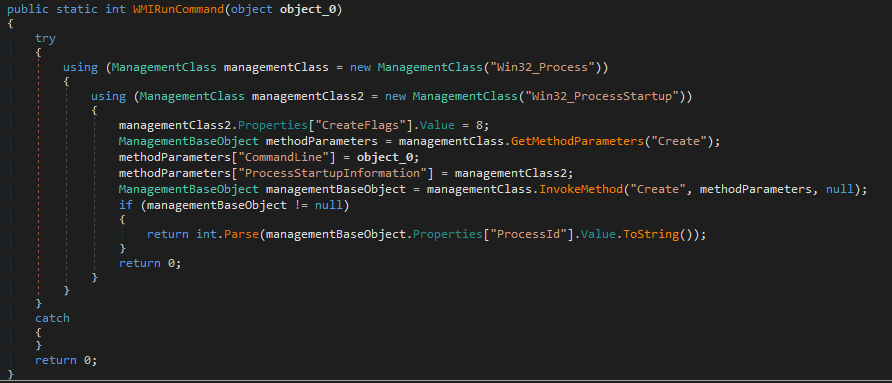 public static int WMIRunCommand(object object_0)
{
try
{
using (ManagementClass managementClass = new ManagementClass("Win32_Process"))
{
using (ManagementClass managementClass2 = new ManagementClass("Win32_ProcessStartup"))
{
managementClass2.Properties["CreateFlags"].Value = 8;
ManagementBaseObject methodParameters = managementClass.GetMethodParameters("Create");
methodParameters["CommandLine"] = object_0;
methodParameters["ProcessStartupInformation"] = managementClass2;
ManagementBaseObject managementBaseObject = managementClass.InvokeMethod("Create", methodParameters, null);
if (managementBaseObject != null)
{
return int.Parse(managementBaseObject.Properties["ProcessId"].Value.ToString());
}
return 0;
}
}
}
catch
{
}
return 0;
}